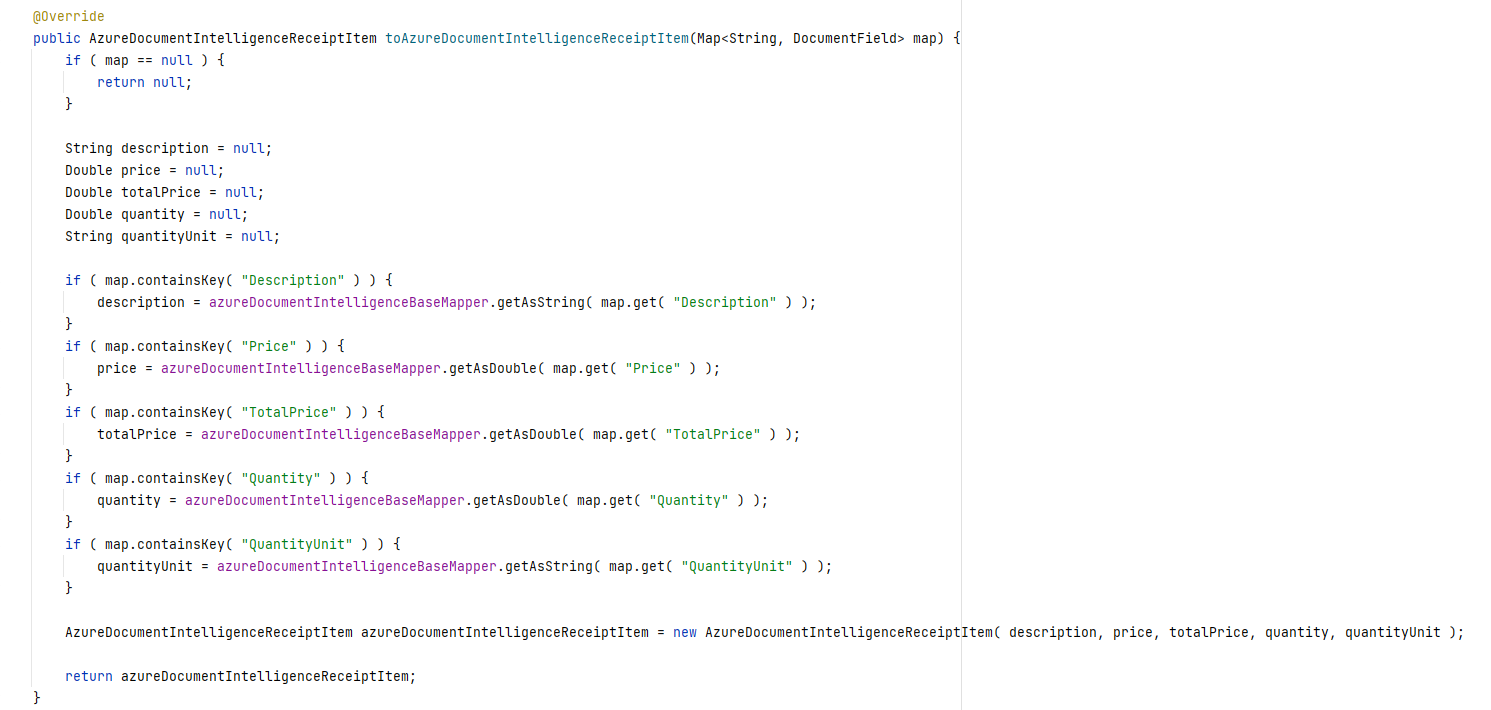 @Override
public AzureDocumentIntelligenceReceiptItem toAzureDocumentIntelligenceReceiptItem(Map<String, DocumentField> map) {
    if ( map == null ) {
        return null;
    }

    String description = null;
    Double price = null;
    Double totalPrice = null;
    Double quantity = null;
    String quantityUnit = null;

    if ( map.containsKey( "Description" ) ) {
        description = azureDocumentIntelligenceBaseMapper.getAsString( map.get( "Description" ) );
    }
    if ( map.containsKey( "Price" ) ) {
        price = azureDocumentIntelligenceBaseMapper.getAsDouble( map.get( "Price" ) );
    }
    if ( map.containsKey( "TotalPrice" ) ) {
        totalPrice = azureDocumentIntelligenceBaseMapper.getAsDouble( map.get( "TotalPrice" ) );
    }
    if ( map.containsKey( "Quantity" ) ) {
        quantity = azureDocumentIntelligenceBaseMapper.getAsDouble( map.get( "Quantity" ) );
    }
    if ( map.containsKey( "QuantityUnit" ) ) {
        quantityUnit = azureDocumentIntelligenceBaseMapper.getAsString( map.get( "QuantityUnit" ) );
    }

    AzureDocumentIntelligenceReceiptItem azureDocumentIntelligenceReceiptItem = new AzureDocumentIntelligenceReceiptItem( description, price, totalPrice, quantity, quantityUnit );

    return azureDocumentIntelligenceReceiptItem;
}